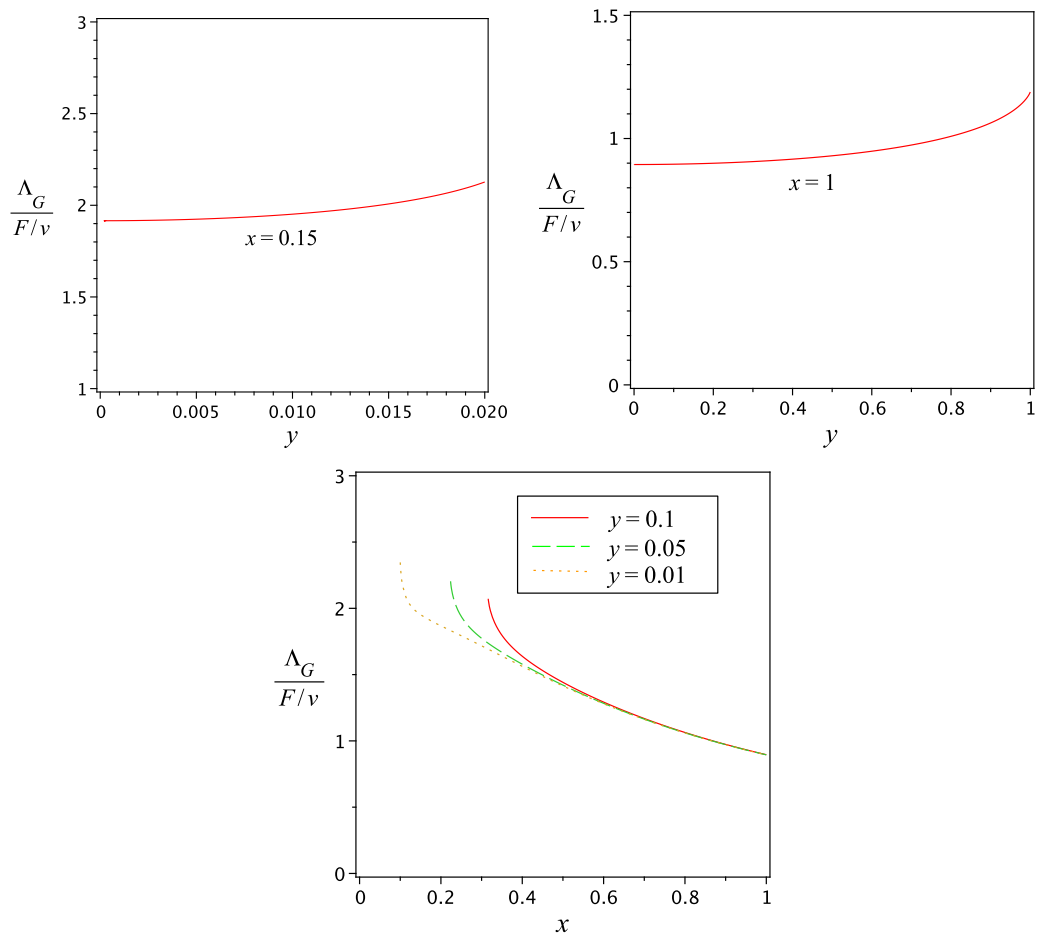 3
2.5
2
1.5
1
Λ_G
F/v
x = 0.15
0 0.005 0.010 0.015 0.020
y
1.5
1
0.5
0
Λ_G
F/v
x = 1
0 0.2 0.4 0.6 0.8 1
y
3
2
1
0
Λ_G
F/v
y = 0.1
y = 0.05
y = 0.01
0 0.2 0.4 0.6 0.8 1
x